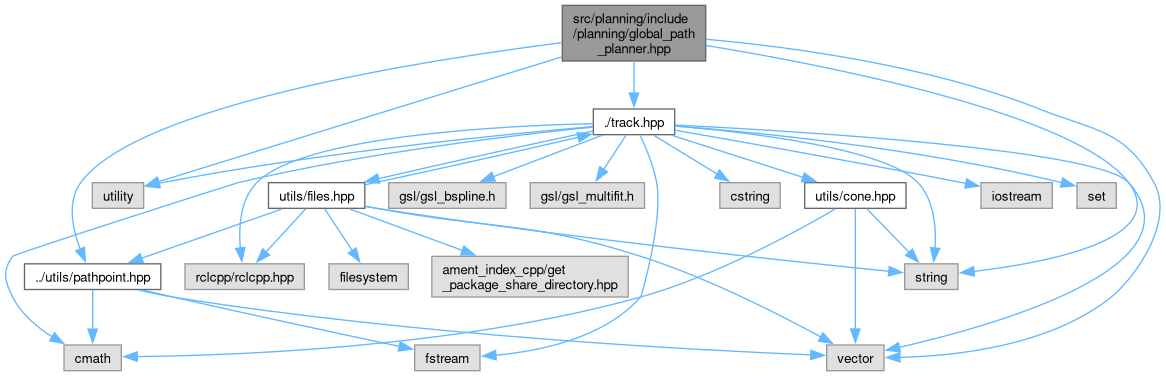 src/planning/include
/planning/global_path
_planner.hpp
./track.hpp
utility
utils/files.hpp
gsl/gsl_bspline.h
gsl/gsl_multifit.h
cstring
utils/cone.hpp
iostream
set
../utils/pathpoint.hpp
rclcpp/rclcpp.hpp
filesystem
ament_index_cpp/get
_package_share_directory.hpp
string
cmath
fstream
vector